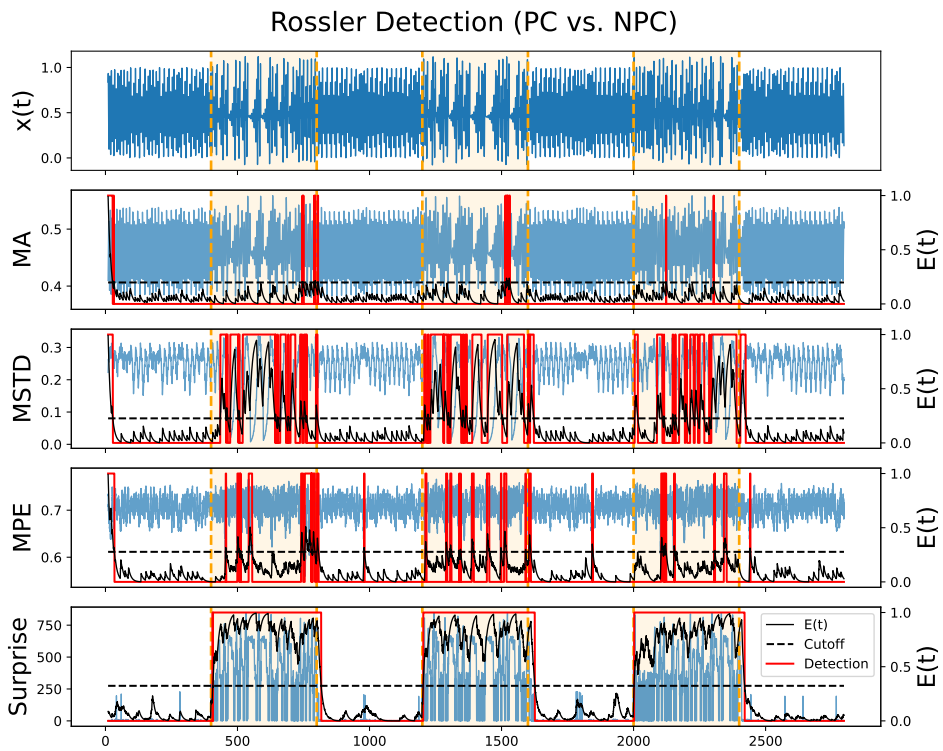 Rossler Detection (PC vs. NPC)
1.0
0.5
0.0
x(t)
0.5
0.4
MA
1.0
0.5
0.0
E(t)
0.3
0.2
0.1
0.0
MSTD
1.0
0.5
0.0
E(t)
0.7
0.6
MPE
1.0
0.5
0.0
E(t)
750
500
250
0
Surprise
E(t)
Cutoff
Detection
1.0
0.5
0.0
E(t)
0 500 1000 1500 2000 2500